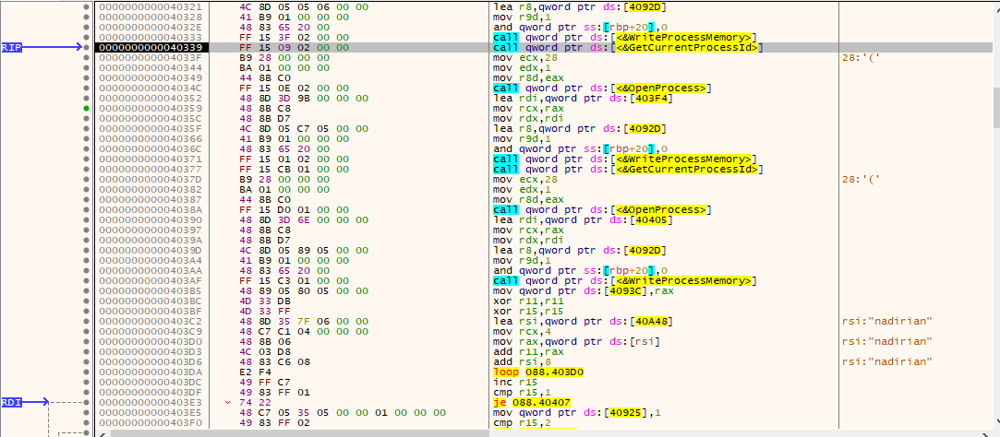 0000000000040321 4C 8D 05 05 06 00 00 lea r8,qword ptr ds:[4092D]
0000000000040328 41 B9 01 00 00 00 mov r9d,1
000000000004032E 48 83 65 20 00 and qword ptr ss:[rbp+20],0
0000000000040333 FF 15 3F 02 00 00 call qword ptr ds:[<&WriteProcessMemory>]
RIP 0000000000040339 FF 15 09 02 00 00 call qword ptr ds:[<&GetCurrentProcessId>]
000000000004033F B9 28 00 00 00 mov ecx,28 28:'('
0000000000040344 BA 01 00 00 00 mov edx,1
0000000000040349 44 8B C0 mov r8d,eax
000000000004034C FF 15 0E 02 00 00 call qword ptr ds:[<&OpenProcess>]
0000000000040352 48 8D 3D 9B 00 00 00 lea rdi,qword ptr ds:[403F4]
0000000000040359 48 8B C8 mov rcx,rax
000000000004035C 48 8B D7 mov rdx,rdi
000000000004035F 4C 8D 05 C7 05 00 00 lea r8,qword ptr ds:[4092D]
0000000000040366 41 B9 01 00 00 00 mov r9d,1
000000000004036C 48 83 65 20 00 and qword ptr ss:[rbp+20],0
0000000000040371 FF 15 01 02 00 00 call qword ptr ds:[<&WriteProcessMemory>]
0000000000040377 FF 15 CB 01 00 00 call qword ptr ds:[<&GetCurrentProcessId>]
000000000004037D B9 28 00 00 00 mov ecx,28 28:'('
0000000000040382 BA 01 00 00 00 mov edx,1
0000000000040387 44 8B C0 mov r8d,eax
000000000004038A FF 15 D0 01 00 00 call qword ptr ds:[<&OpenProcess>]
0000000000040390 48 8D 3D 6E 00 00 00 lea rdi,qword ptr ds:[40405]
0000000000040397 48 8B C8 mov rcx,rax
000000000004039A 48 8B D7 mov rdx,rdi
000000000004039D 4C 8D 05 89 05 00 00 lea r8,qword ptr ds:[4092D]
00000000000403A4 41 B9 01 00 00 00 mov r9d,1
00000000000403AA 48 83 65 20 00 and qword ptr ss:[rbp+20],0
00000000000403AF FF 15 C3 01 00 00 call qword ptr ds:[<&WriteProcessMemory>]
00000000000403B5 48 89 05 80 05 00 00 mov qword ptr ds:[4093C],rax
00000000000403BC 4D 33 DB xor r11,r11
00000000000403BF 4D 33 FF xor r15,r15
00000000000403C2 48 8D 35 7F 06 00 00 lea rsi,qword ptr ds:[40A48] rsi:"nadirian"
00000000000403C9 48 C7 C1 04 00 00 00 mov rcx,4
00000000000403D0 48 8B 06 mov rax,qword ptr ds:[rsi] rsi:"nadirian"
00000000000403D3 4C 03 D8 add r11,rax
00000000000403D6 48 83 C6 08 add rsi,8 rsi:"nadirian"
00000000000403DA E2 F4 loop 088.403D0
00000000000403DC 49 FF C7 inc r15
00000000000403DF 49 83 FF 01 cmp r15,1
RDI 00000000000403E3 74 22 je 088.40407
00000000000403E5 48 C7 05 35 05 00 00 01 00 00 00 mov qword ptr ds:[40925],1
00000000000403F0 49 83 FF 02 cmp r15,2